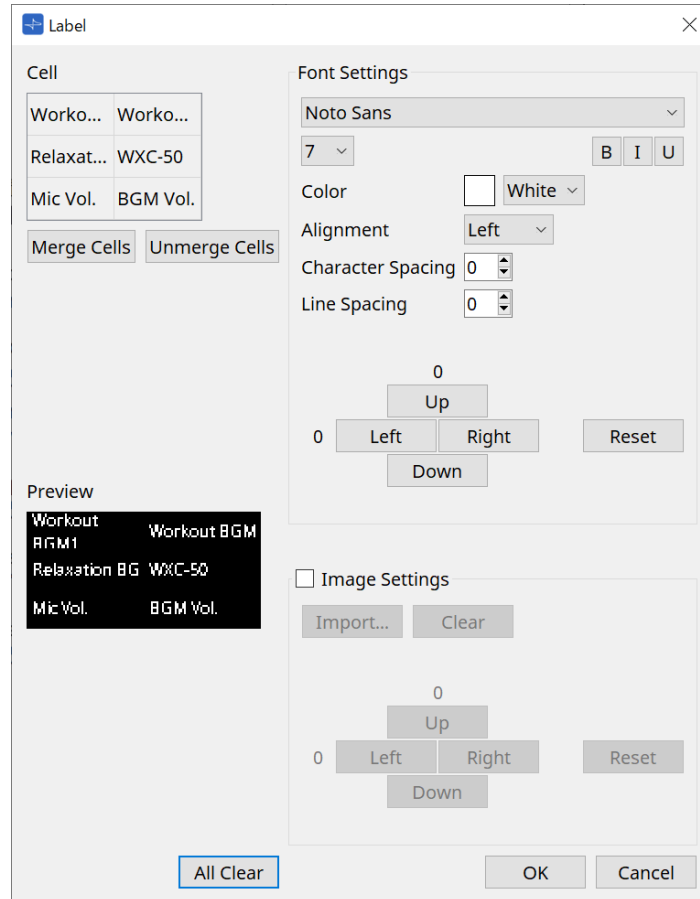 Label
Cell
Worko... Worko...
Relaxat... WXC-50
Mic Vol. BGM Vol.
Merge Cells Unmerge Cells
Preview
Workout
BGM1
Workout BGM
Relaxation BG WXC-50
Mic Vol. BGM Vol.
All Clear
Font Settings
Noto Sans
7
B I U
Color White
Alignment Left
Character Spacing 0
Line Spacing 0
0
Up
0 Left Right Reset
Down
Image Settings
Import... Clear
0
Up
0 Left Right Reset
Down
OK Cancel